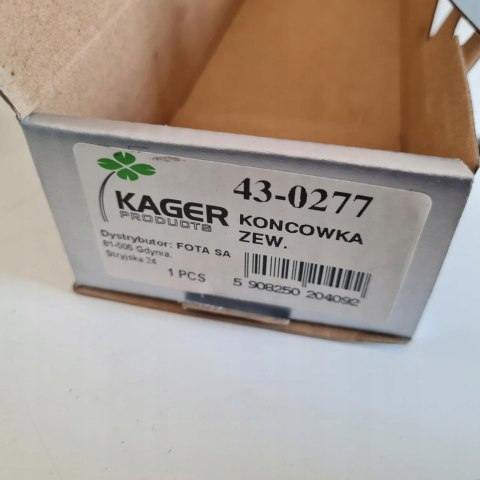 KAGER
PRODUCTS
43-0277
KONCOWKA
ZEW.
Dystrybutor: FOTA SA
81-506 Gdynia,
Stryjska 24
1 PCS
5 908250 204092